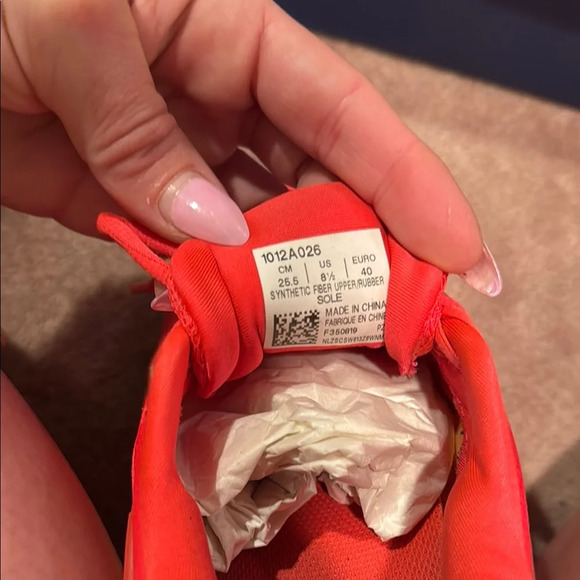 1012A026
CM | US | EURO
25.5 | 8½ | 40
SYNTHETIC FIBER UPPER/RUBBER
SOLE
MADE IN CHINA
FABRIQUE EN CHINE
F350819 PZ